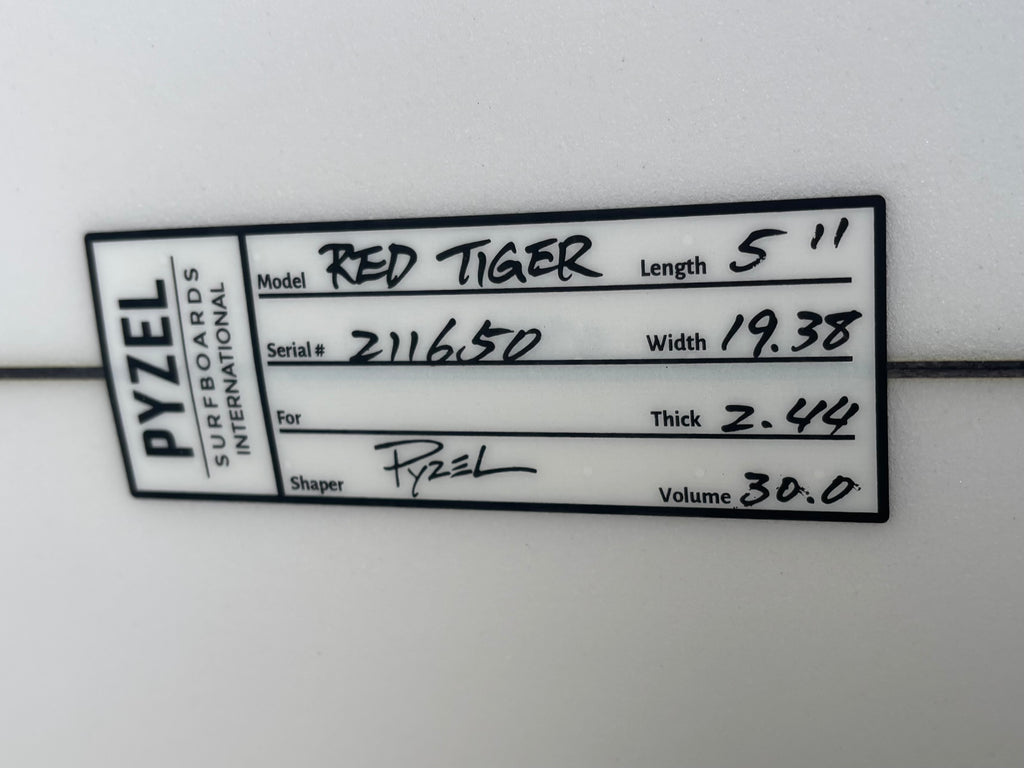 PYZEL
SURFBOARDS
INTERNATIONAL
Model RED TIGER Length 5 "
Serial # 211650 Width 19.38
For Thick 2.44
Shaper PYZEL Volume 30.0